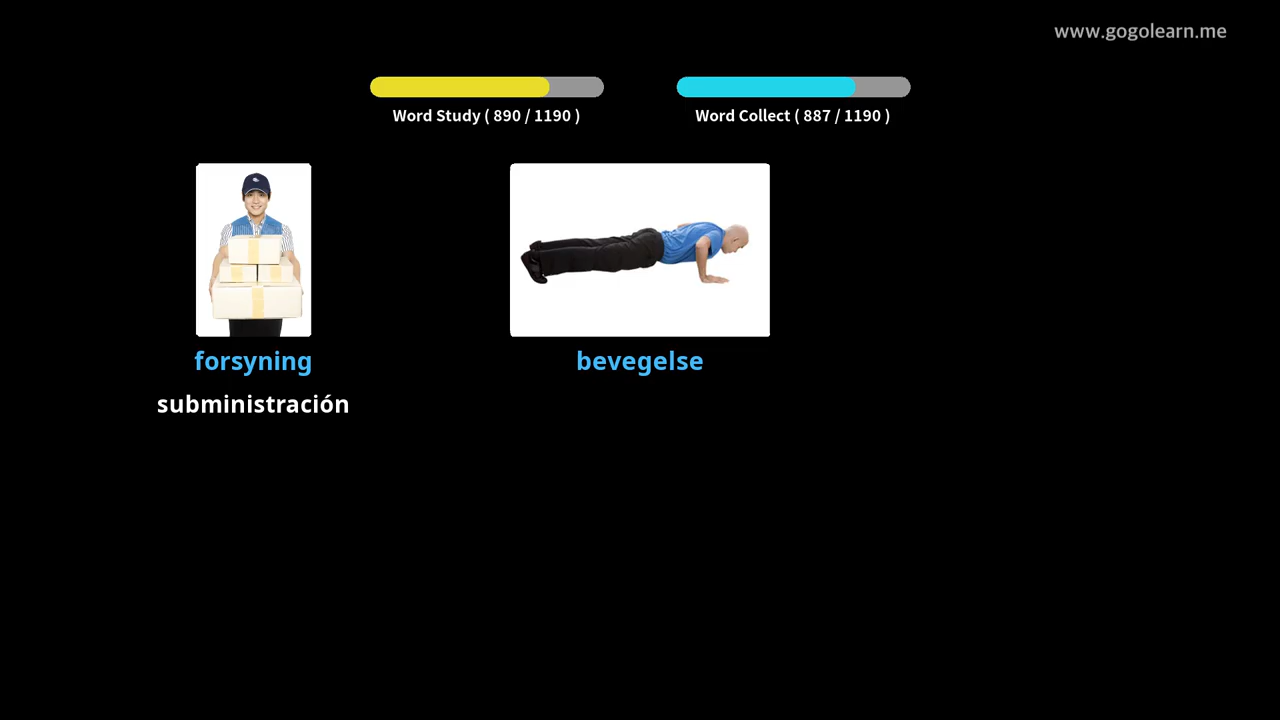 www.gogolearn.me
Word Study ( 890 / 1190 )
Word Collect ( 887 / 1190 )
forsyning
bevegelse
subministración